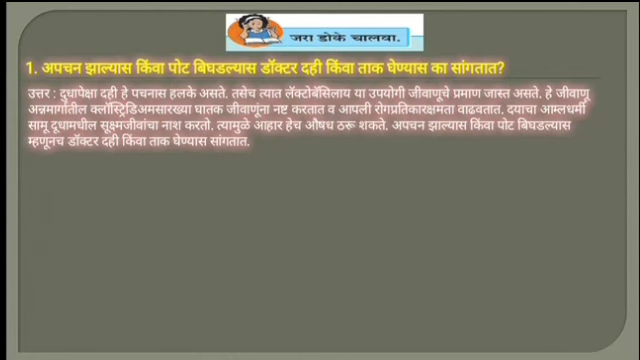 जरा डोके चालवा.
1. अपचन झाल्यास किंवा पोट बिघडल्यास डॉक्टर दही किंवा ताक घेण्यास का सांगतात?
उत्तर : दुधापेक्षा दही हे पचनास हलके असते. तसेच त्यात लॅक्टोबॅसिलाय या उपयोगी जीवाणूचे प्रमाण जास्त असते. हे जीवाणू
अन्नमार्गातील क्लॉस्ट्रिडिअमसारख्या घातक जीवाणूंना नष्ट करतात व आपली रोगप्रतिकारक्षमता वाढवतात. दयाचा आम्लधर्मी
सामू दूधामधील सूक्ष्मजीवांचा नाश करतो. त्यामुळे आहार हेच औषध ठरू शकते. अपचन झाल्यास किंवा पोट बिघडल्यास
म्हणूनच डॉक्टर दही किंवा ताक घेण्यास सांगतात.